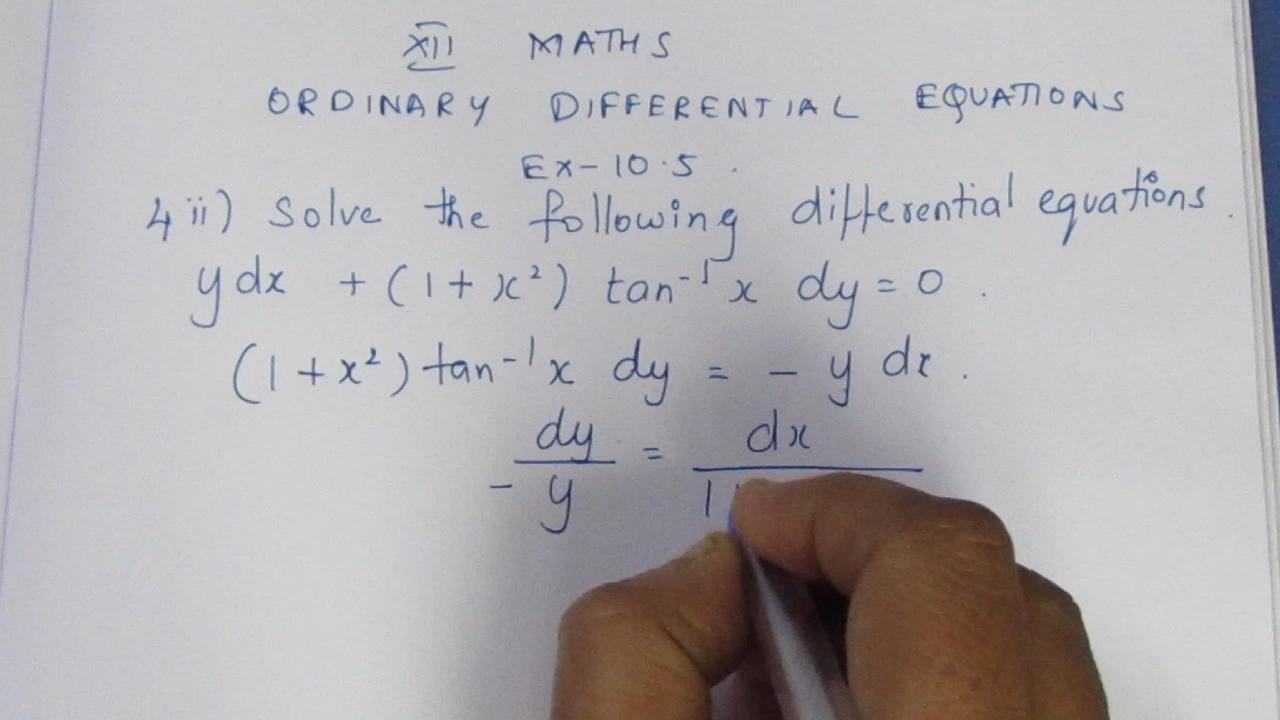 XII MATHS
ORDINARY DIFFERENTIAL EQUATIONS
EX-10.5.
4 ii) Solve the following differential equations.
y dx + (1 + x²) tan⁻¹ x dy = 0.
(1 + x²) tan⁻¹ x dy = - y dx.
dy/-y = dx/1